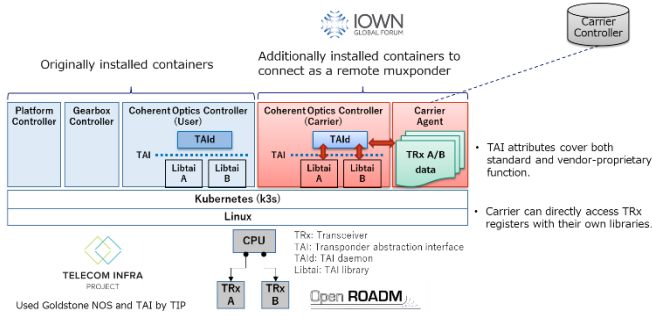 IOWN
GLOBAL FORUM
Carrier
Controller
Originally installed containers
Additionally installed containers to
connect as a remote muxponder
Platform
Controller
Gearbox
Controller
Coherent Optics Controller
(User)
TAId
TAI
Libtai
A
Libtai
B
Coherent Optics Controller
(Carrier)
TAId
TAI
Libtai
A
Libtai
B
Carrier
Agent
TRx A/B
data
• TAI attributes cover both
standard and vendor-proprietary
function.
• Carrier can directly access TRx
registers with their own libraries.
Kubernetes (k3s)
Linux
CPU
TRx
A
TRx
B
TRx: Transceiver
TAI: Transponder abstraction interface
TAId: TAI daemon
Libtai: TAI library
TELECOM INFRA
PROJECT
Used Goldstone NOS and TAI by TIP
Open ROADM